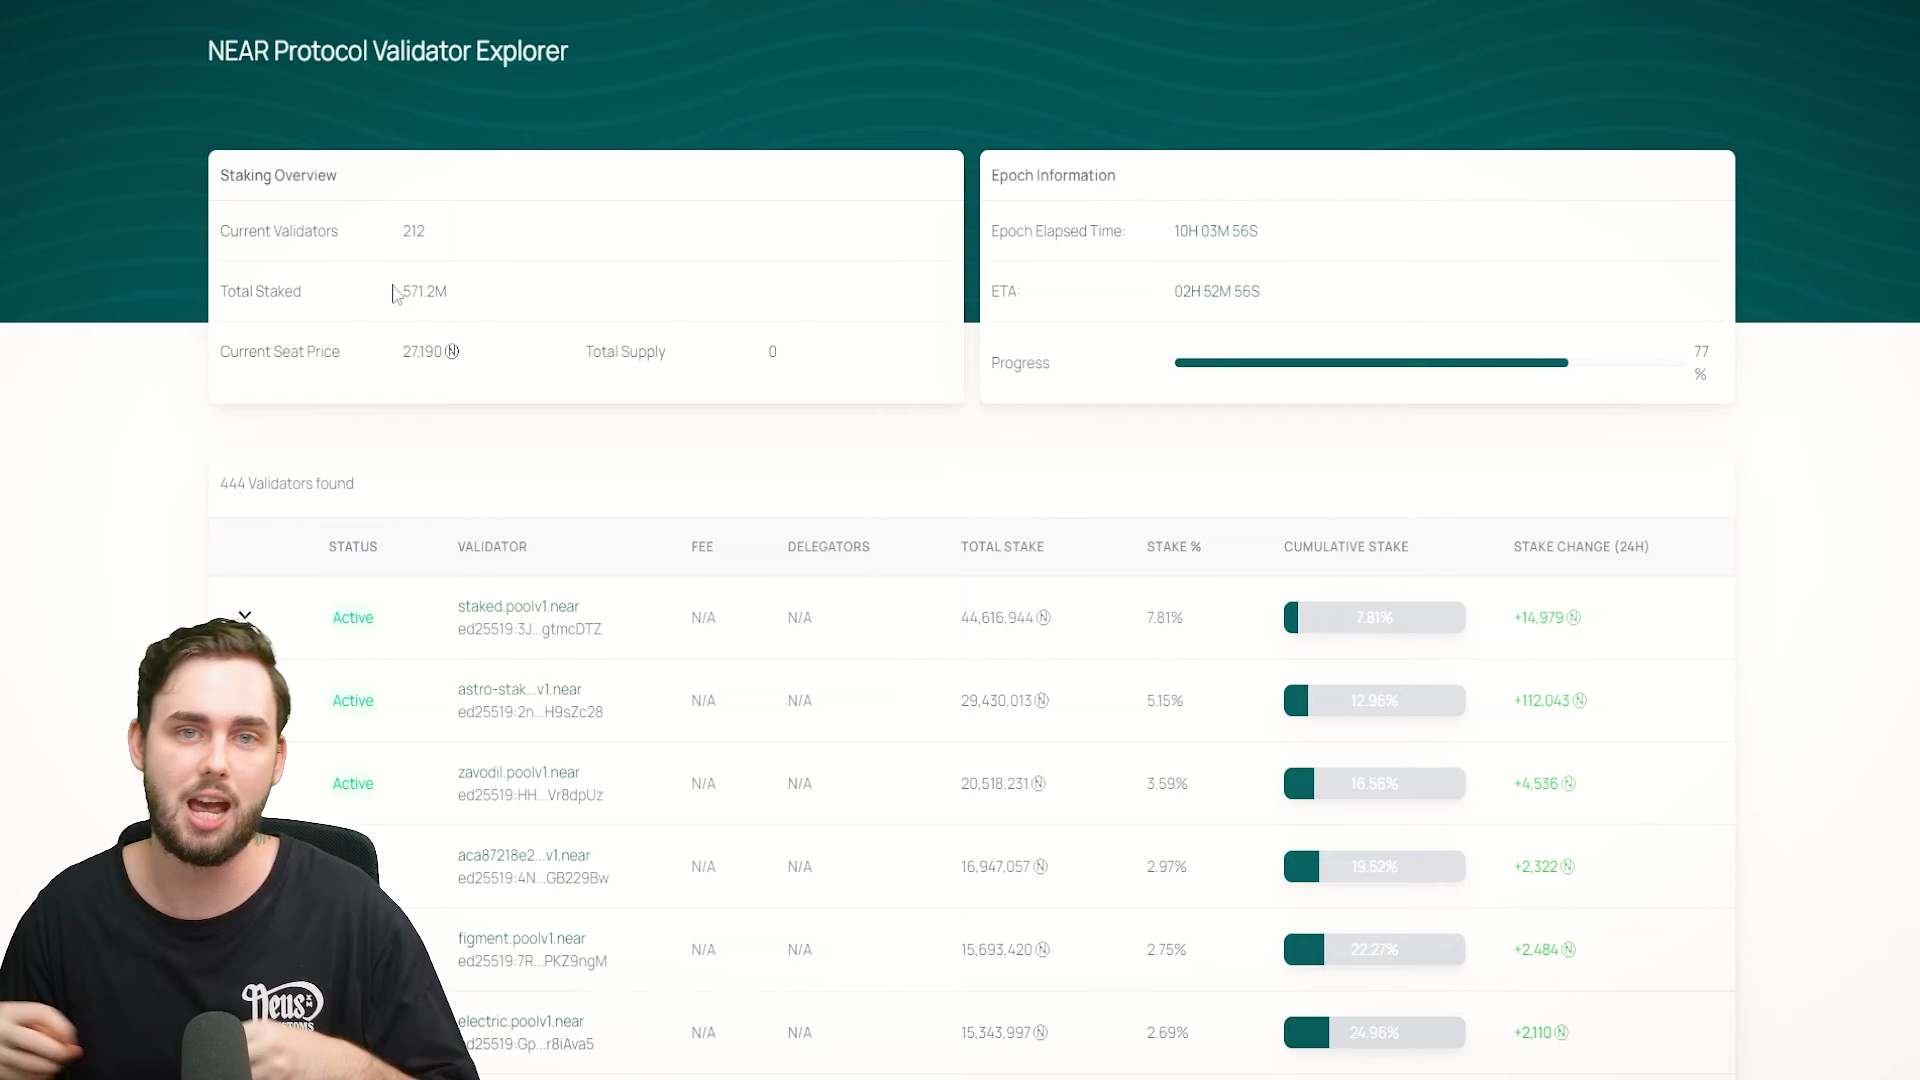 NEAR Protocol Validator Explorer
Staking Overview
Current Validators 212
Total Staked 571.2M
Current Seat Price 27,190 Total Supply 0
Epoch Information
Epoch Elapsed Time: 10H 03M 56S
ETA: 02H 52M 56S
Progress 77
%
444 Validators found
STATUS VALIDATOR FEE DELEGATORS TOTAL STAKE STAKE % CUMULATIVE STAKE STAKE CHANGE (24H)
Active staked.poolv1.near N/A N/A 44,616,944 7.81% 7.81% +14,979
ed25519:3J...gtmcDTZ
Active astro-stak...v1.near N/A N/A 29,430,013 5.15% 12.96% +112,043
ed25519:2n...H9sZc28
Active zavodil.poolv1.near N/A N/A 20,518,231 3.59% 16.56% +4,536
ed25519:HH...Vr8dpUz
aca87218e2...v1.near N/A N/A 16,947,057 2.97% 19.52% +2,322
ed25519:4N...GB229Bw
figment.poolv1.near N/A N/A 15,693,420 2.75% 22.27% +2,484
ed25519:7R...PKZ9ngM
electric.poolv1.near N/A N/A 15,343,997 2.69% 24.96% +2,110
d25519:Gp...r8iAva5
Deus